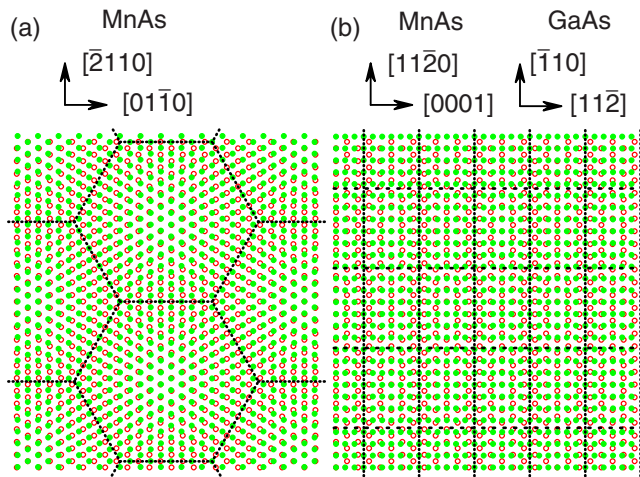 (a) MnAs
[2̅110]
[011̅0]
(b) MnAs GaAs
[112̅0] [1̅10]
[0001] [112̅]